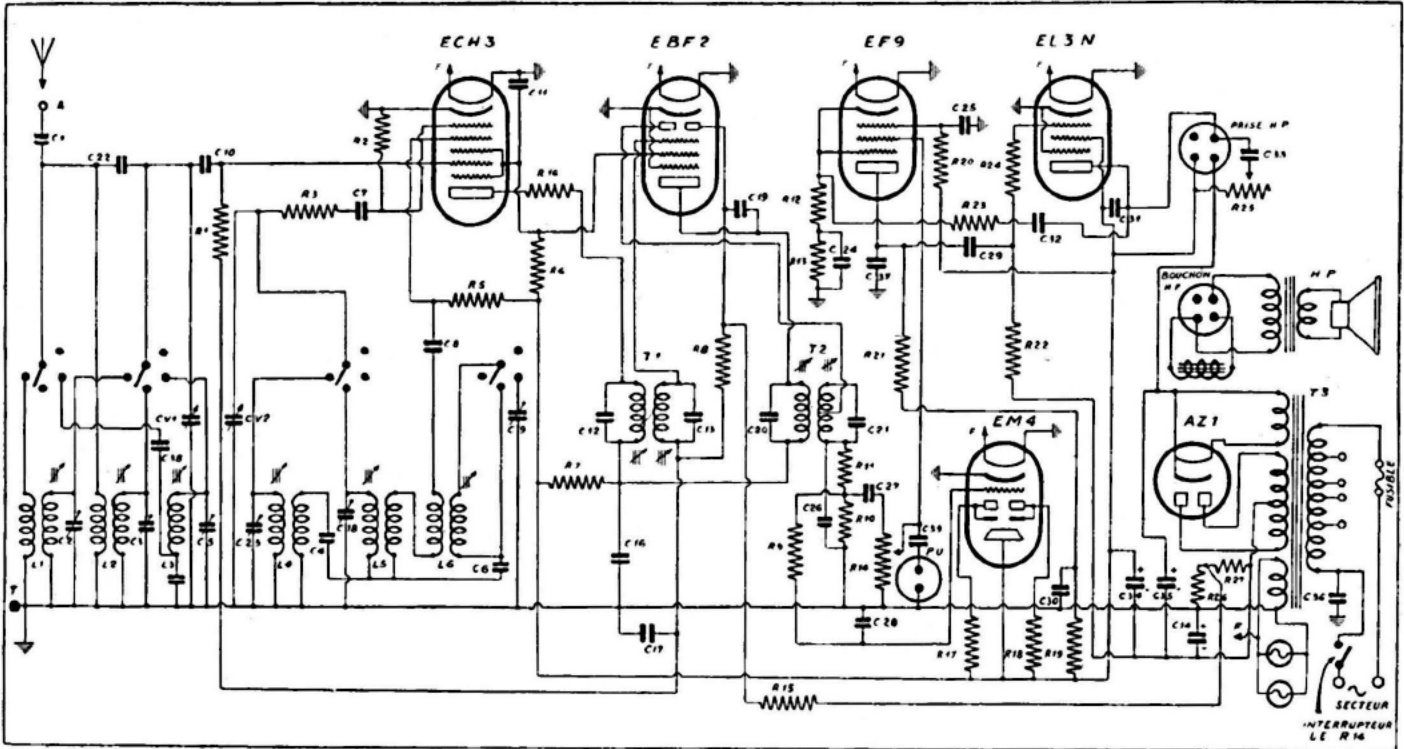 ECH3
EBF2
EF9
EL3N
F
F
F
F
A
C11
C25
PRISE H P
R2
R20
R24
C33
C22
C10
R16
C19
R12
R25
R3
C7
R23
C31
R1
C32
R13
C24
C29
R6
C37
BOUCHON
H P
H P
R5
C8
R8
T1
T2
R21
R22
T3
CV1
CV2
C9
C12
C13
C20
C21
EM4
AZ1
F
C38
R7
R11
FUSIBLE
C27
C2
C18
C26
R10
C39
PU
L1
L2
L3
C5
C23
L4
C4
L5
L6
C6
C16
R9
R14
C30
C34
C35
R26
R27
C36
T
C28
C14
F
C17
R17
R18
R19
R15
SECTEUR
INTERRUPTEUR
LE R14